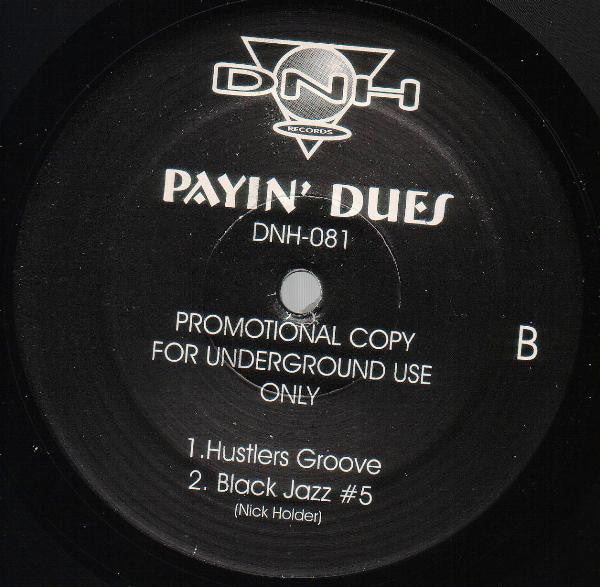 DNH
RECORDS
PAYIN' DUES
DNH-081
PROMOTIONAL COPY
FOR UNDERGROUND USE
ONLY
B
1.Hustlers Groove
2. Black Jazz #5
(Nick Holder)